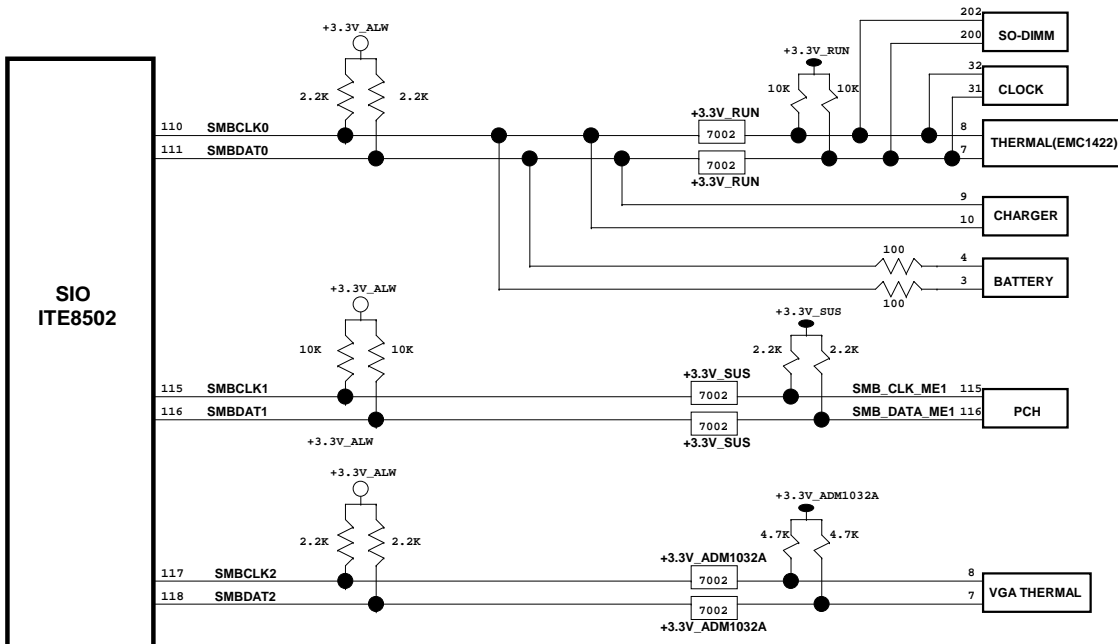 202
+3.3V_ALW
200
SO-DIMM
+3.3V_RUN
32
2.2K
2.2K
10K
10K
31
CLOCK
+3.3V_RUN
110
SMBCLK0
7002
8
THERMAL(EMC1422)
111
SMBDAT0
7002
7
+3.3V_RUN
9
10
CHARGER
100
4
3
BATTERY
100
SIO
ITE8502
+3.3V_ALW
+3.3V_SUS
10K
10K
2.2K
2.2K
+3.3V_SUS
115
SMBCLK1
7002
SMB_CLK_ME1
115
116
SMBDAT1
7002
SMB_DATA_ME1
116
PCH
+3.3V_ALW
+3.3V_SUS
+3.3V_ALW
+3.3V_ADM1032A
2.2K
2.2K
4.7K
4.7K
+3.3V_ADM1032A
117
SMBCLK2
7002
8
118
SMBDAT2
7002
7
VGA THERMAL
+3.3V_ADM1032A